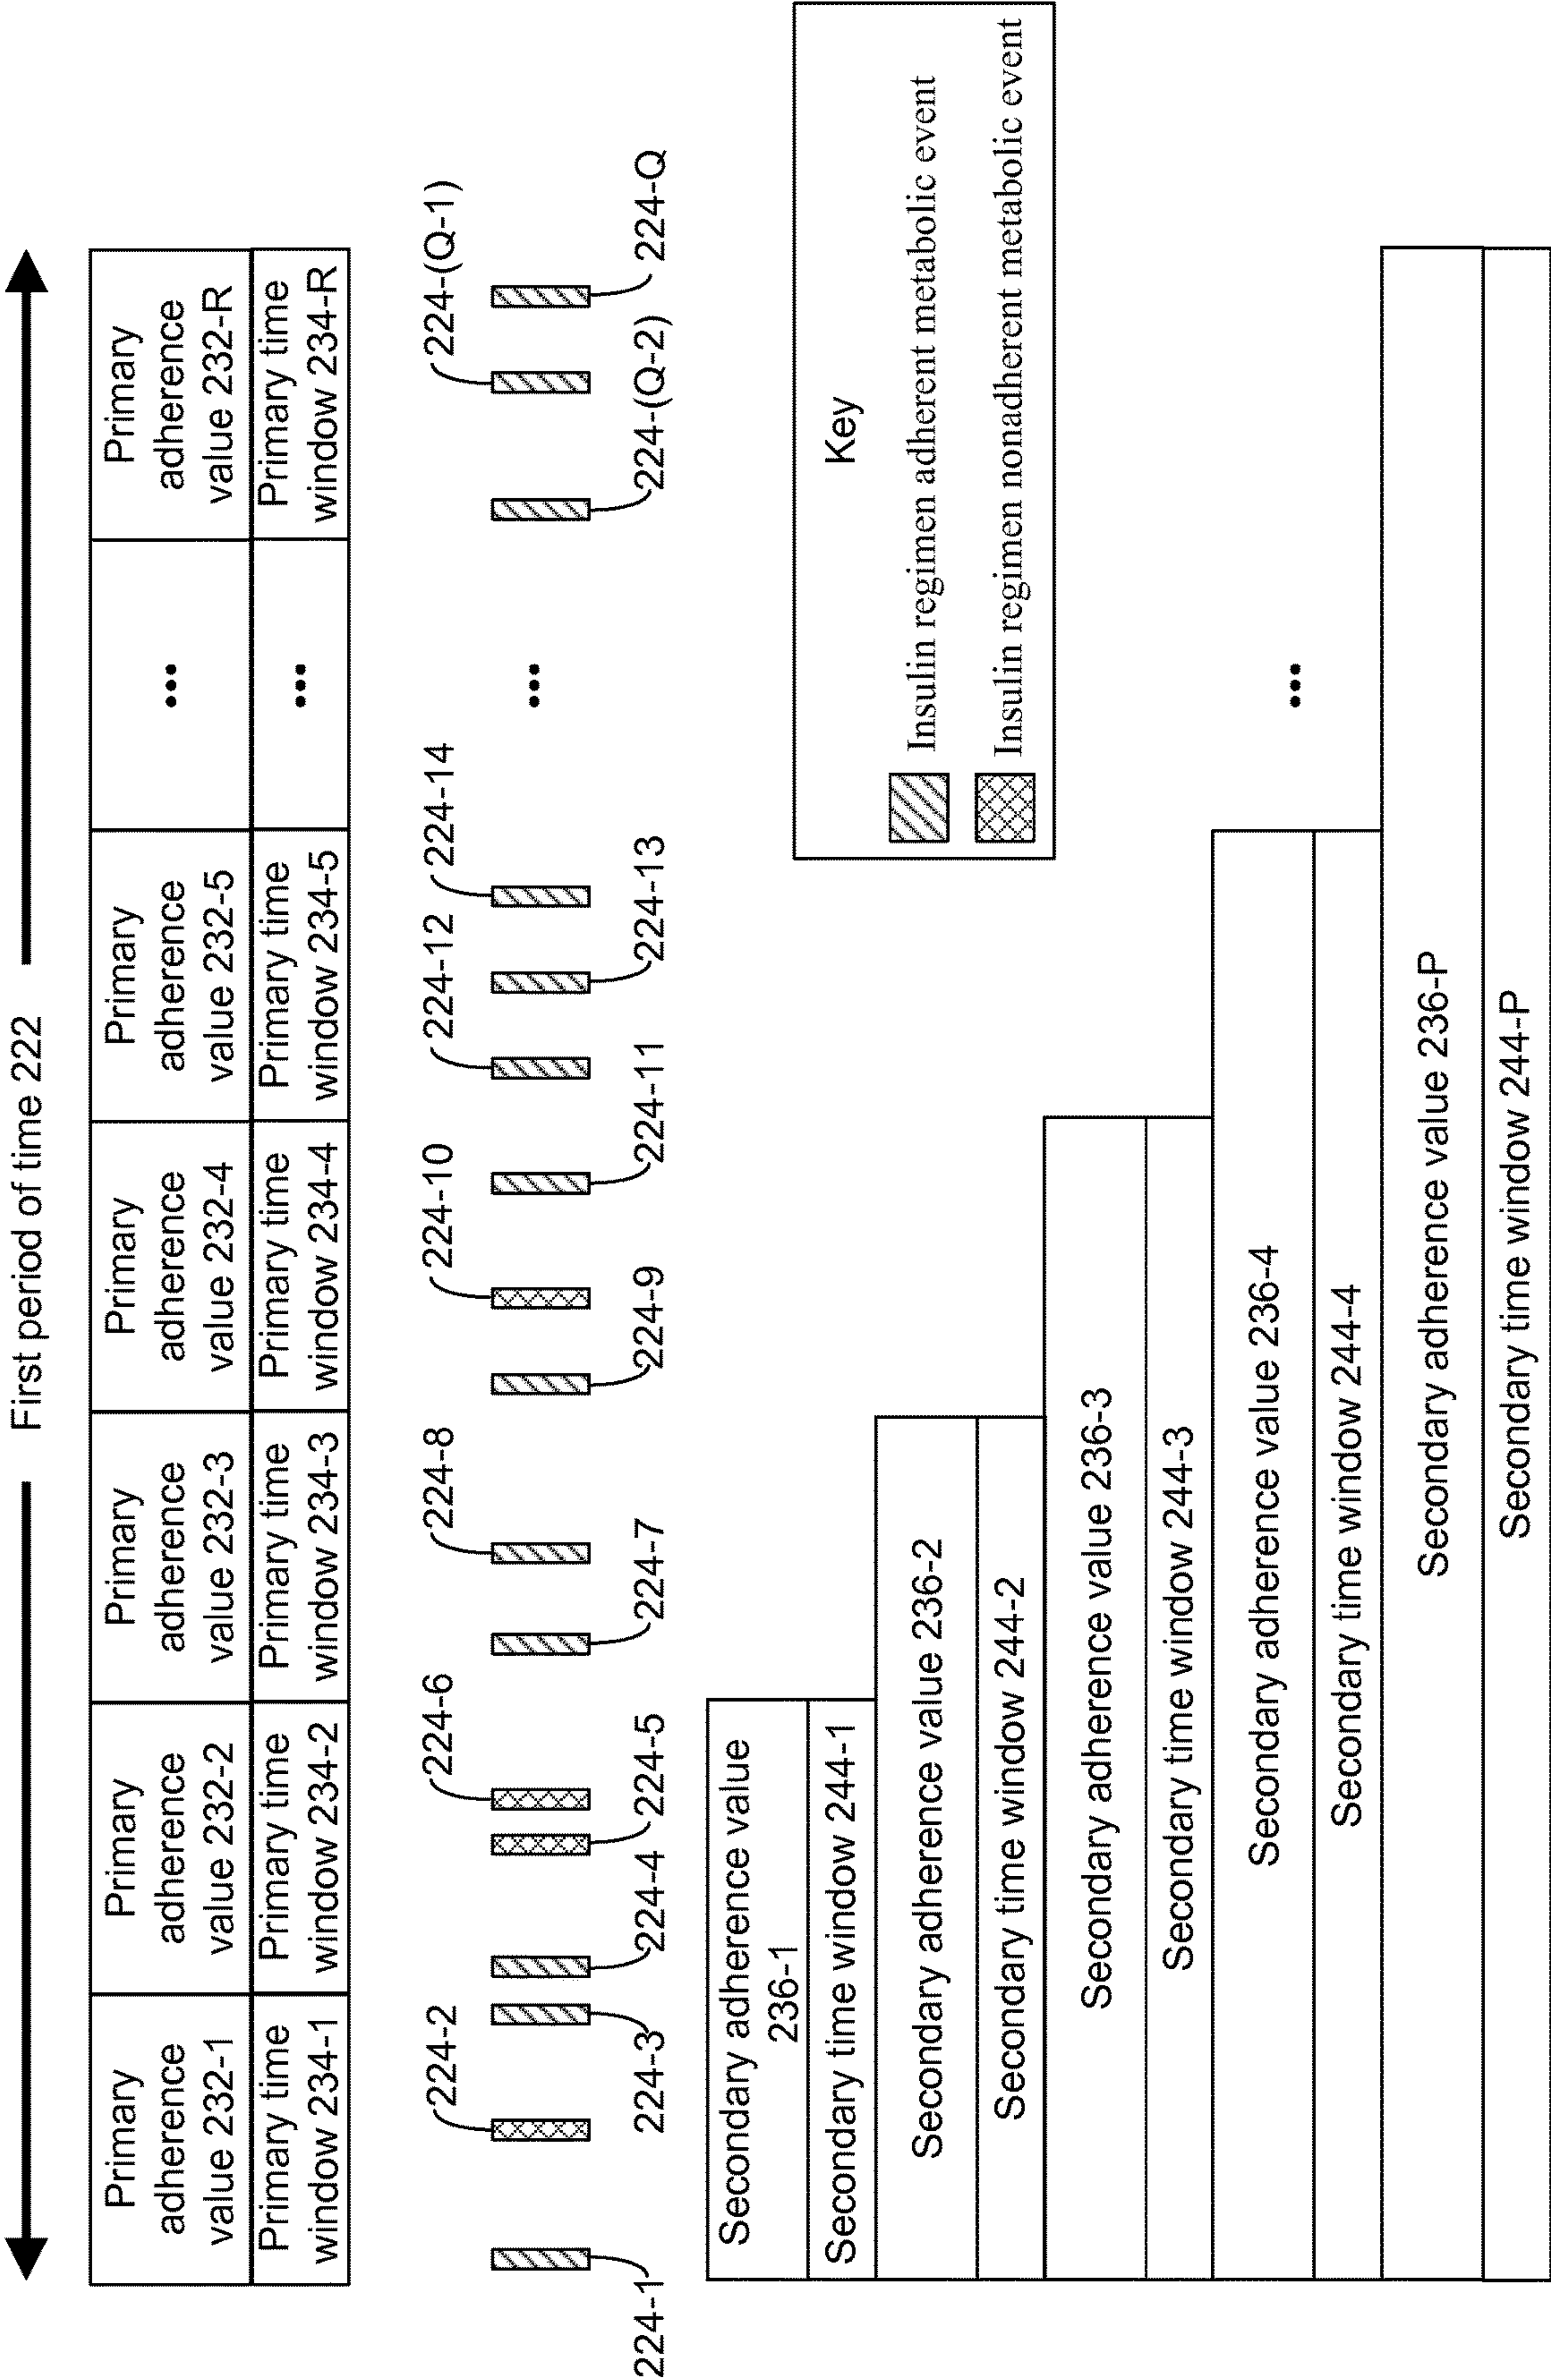 First period of time 222
Primary
adherence
value 232-1
Primary
adherence
value 232-2
Primary
adherence
value 232-3
Primary
adherence
value 232-4
Primary
adherence
value 232-5
...
Primary
adherence
value 232-R
Primary time
window 234-1
Primary time
window 234-2
Primary time
window 234-3
Primary time
window 234-4
Primary time
window 234-5
...
Primary time
window 234-R
224-2
224-6
224-8
224-10
224-12
224-14
224-(Q-1)
...
224-1
224-3
224-4
224-5
224-7
224-9
224-11
224-13
224-(Q-2)
224-Q
Secondary adherence value
236-1
Secondary time window 244-1
Secondary adherence value 236-2
Secondary time window 244-2
Secondary adherence value 236-3
Secondary time window 244-3
Secondary adherence value 236-4
Secondary time window 244-4
...
Secondary adherence value 236-P
Secondary time window 244-P
Key
Insulin regimen adherent metabolic event
Insulin regimen nonadherent metabolic event